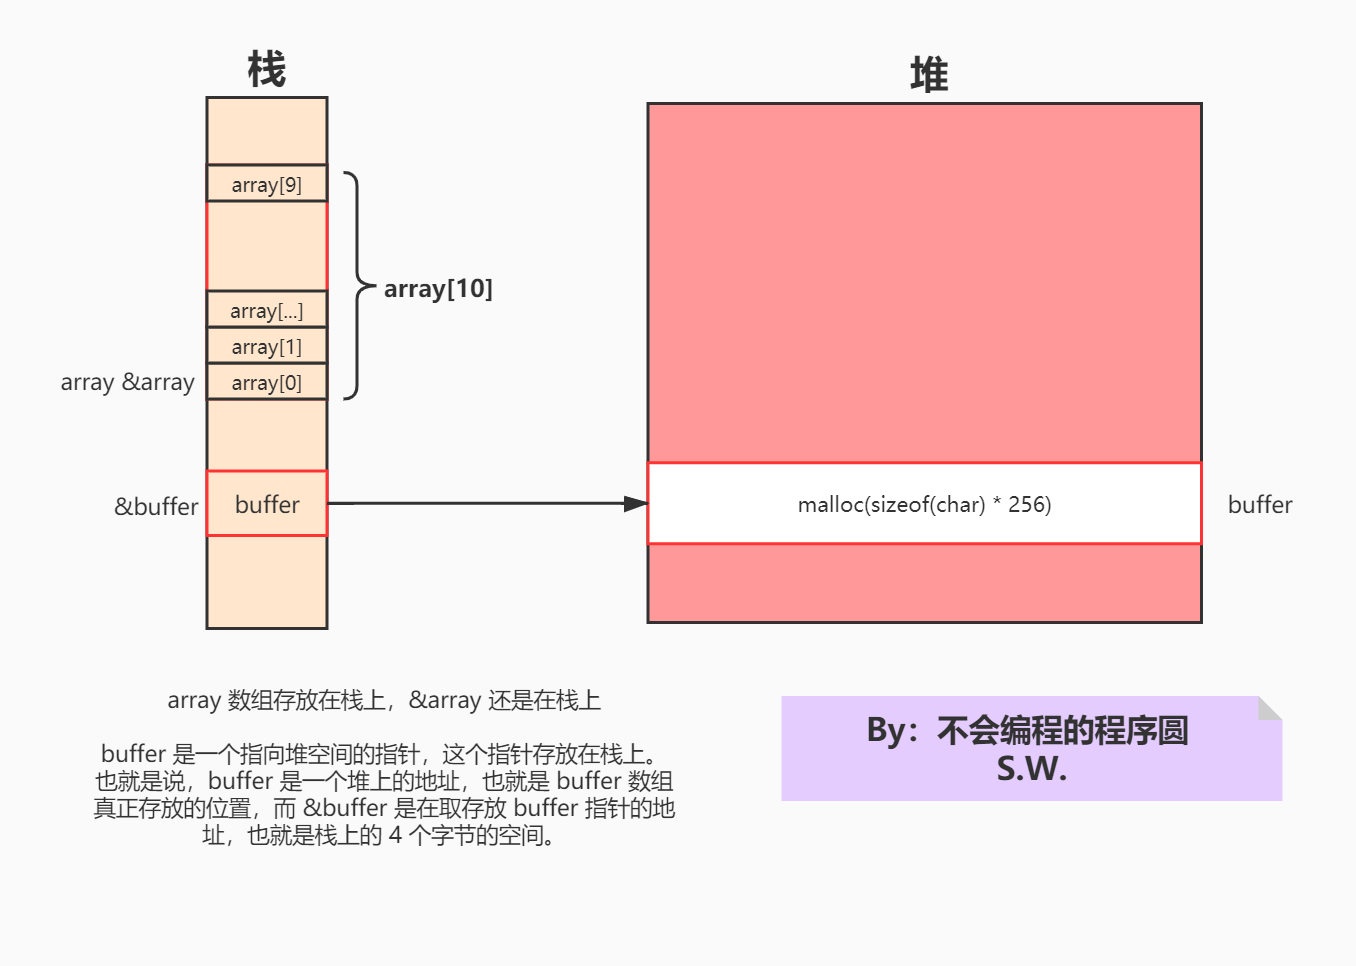 栈
堆
array[9]
array[10]
array[...]
array[1]
array &array
array[0]
&buffer
buffer
malloc(sizeof(char) * 256)
buffer
array 数组存放在栈上，&array 还是在栈上
buffer 是一个指向堆空间的指针，这个指针存放在栈上。
也就是说，buffer 是一个堆上的地址，也就是 buffer 数组
真正存放的位置，而 &buffer 是在取存放 buffer 指针的地
址，也就是栈上的 4 个字节的空间。
By：不会编程的程序圆
S.W.